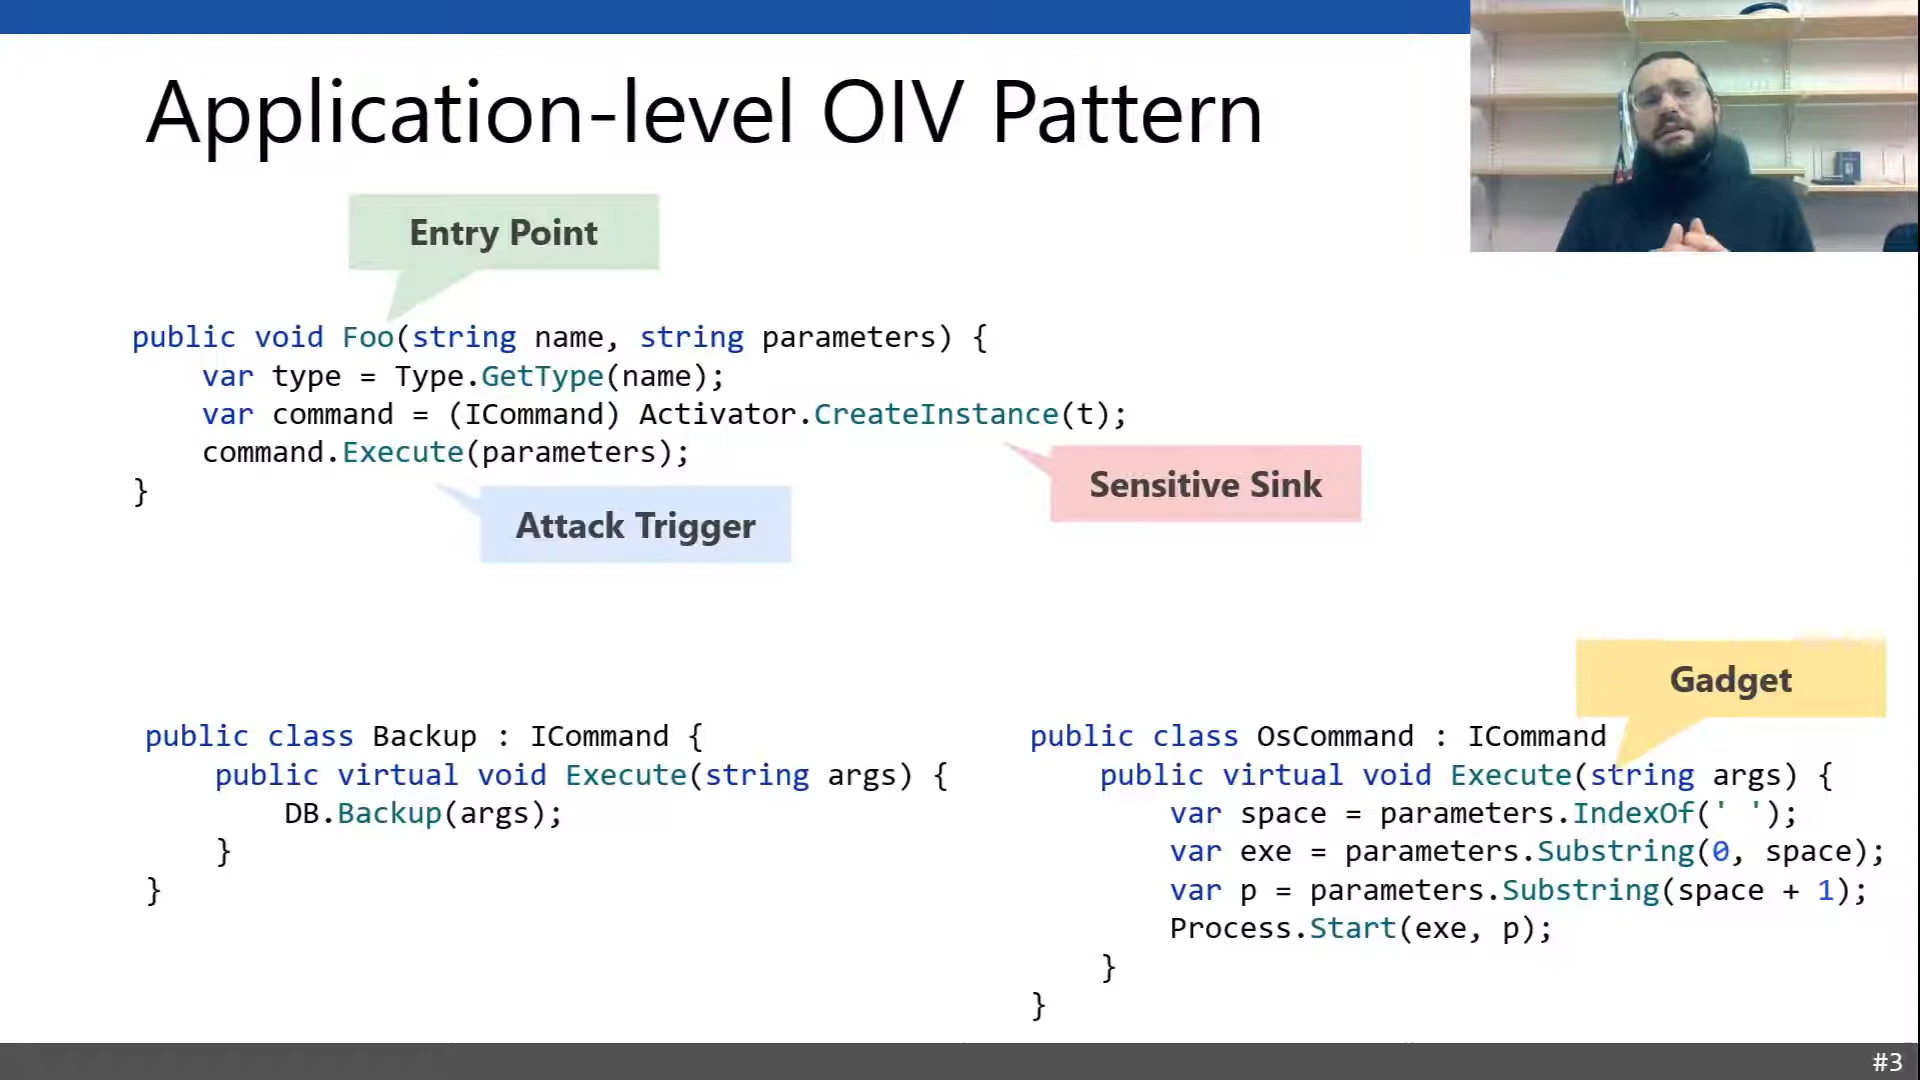 Application-level OIV Pattern
Entry Point
public void Foo(string name, string parameters) {
    var type = Type.GetType(name);
    var command = (ICommand) Activator.CreateInstance(t);
    command.Execute(parameters);
}
Sensitive Sink
Attack Trigger
Gadget
public class Backup : ICommand {
    public virtual void Execute(string args) {
        DB.Backup(args);
    }
}
public class OsCommand : ICommand
    public virtual void Execute(string args) {
        var space = parameters.IndexOf(' ');
        var exe = parameters.Substring(0, space);
        var p = parameters.Substring(space + 1);
        Process.Start(exe, p);
    }
}
#3